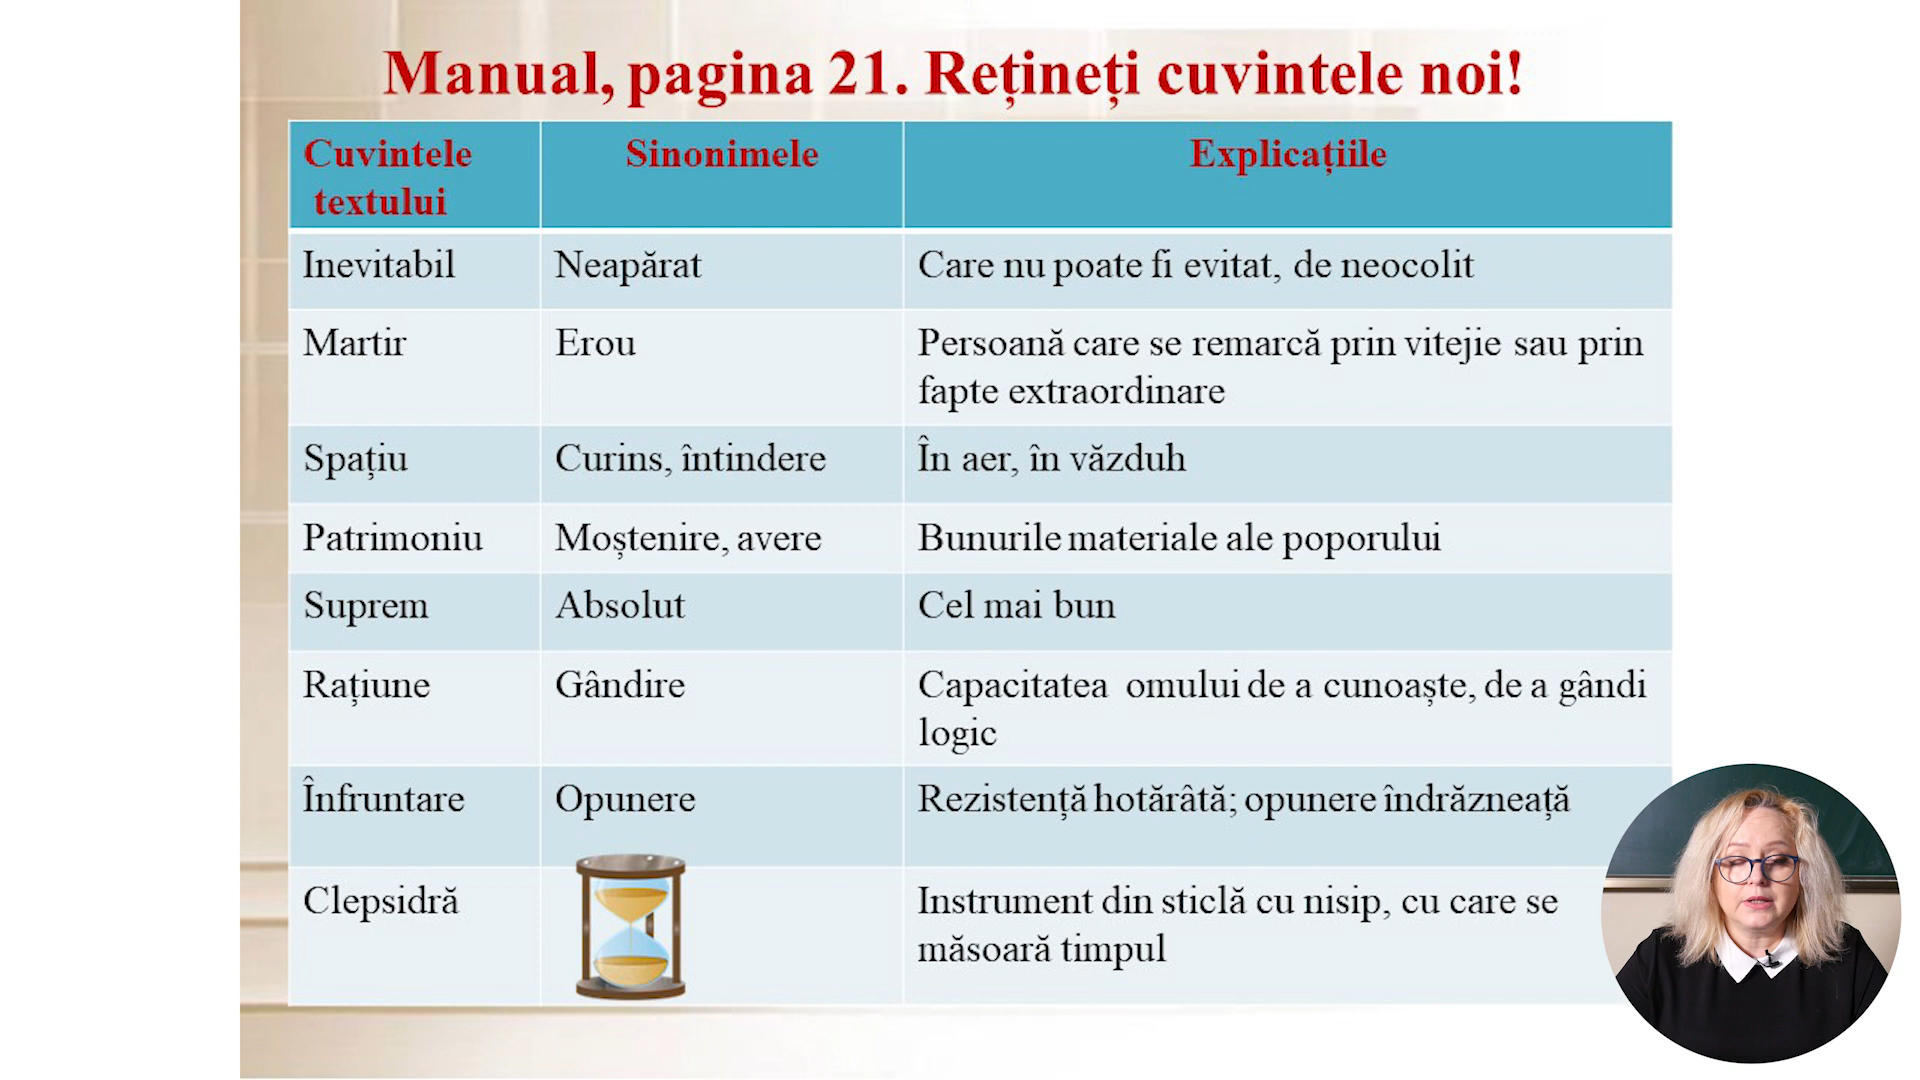 Manual, pagina 21. Rețineți cuvintele noi!
Cuvintele textului Sinonimele Explicațiile
Inevitabil Neapărat Care nu poate fi evitat, de neocolit
Martir Erou Persoană care se remarcă prin vitejie sau prin
fapte extraordinare
Spațiu Curins, întindere În aer, în văzduh
Patrimoniu Moștenire, avere Bunurile materiale ale poporului
Suprem Absolut Cel mai bun
Rațiune Gândire Capacitatea omului de a cunoaște, de a gândi
logic
Înfruntare Opunere Rezistență hotărâtă; opunere îndrăzneață
Clepsidră Instrument din sticlă cu nisip, cu care se
măsoară timpul